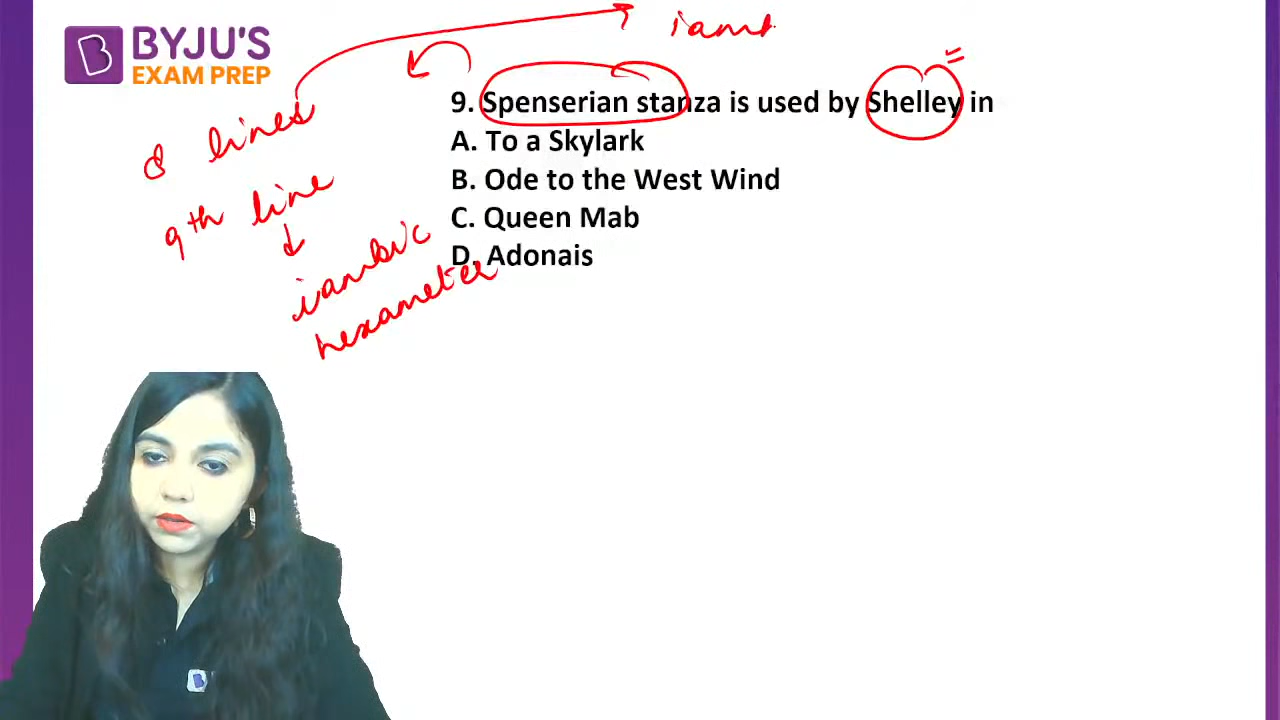 BYJU'S
EXAM PREP
iamb
9. Spenserian stanza is used by Shelley in
A. To a Skylark
B. Ode to the West Wind
C. Queen Mab
D. Adonais
8 lines
9th line
iambic
hexameter